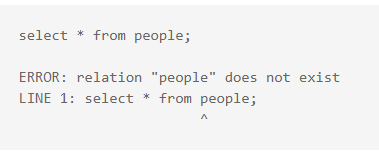 select * from people;
ERROR: relation "people" does not exist
LINE 1: select * from people;
^